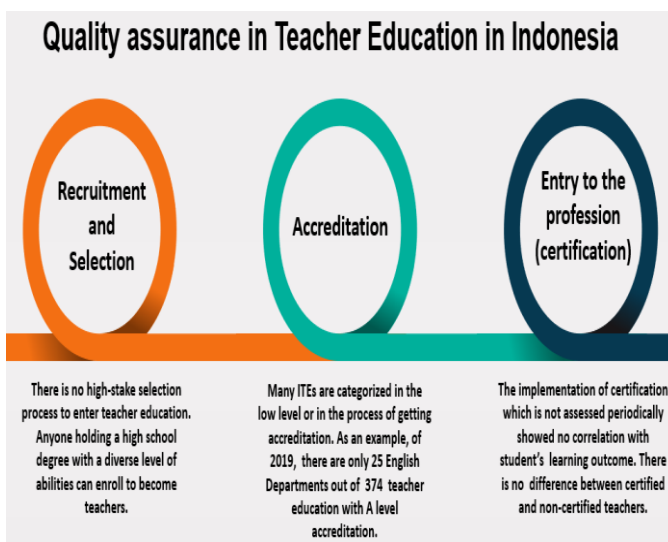 Quality assurance in Teacher Education in Indonesia
Recruitment
and
Selection
Accreditation
Entry to the
profession
(certification)
There is no high-stake selection
process to enter teacher education.
Anyone holding a high school
degree with a diverse level of
abilities can enroll to become
teachers.
Many ITEs are categorized in the
low level or in the process of getting
accreditation. As an example, of
2019, there are only 25 English
Departments out of 374 teacher
education with A level
accreditation.
The implementation of certification
which is not assessed periodically
showed no correlation with
student's learning outcome. There
is no difference between certified
and non-certified teachers.